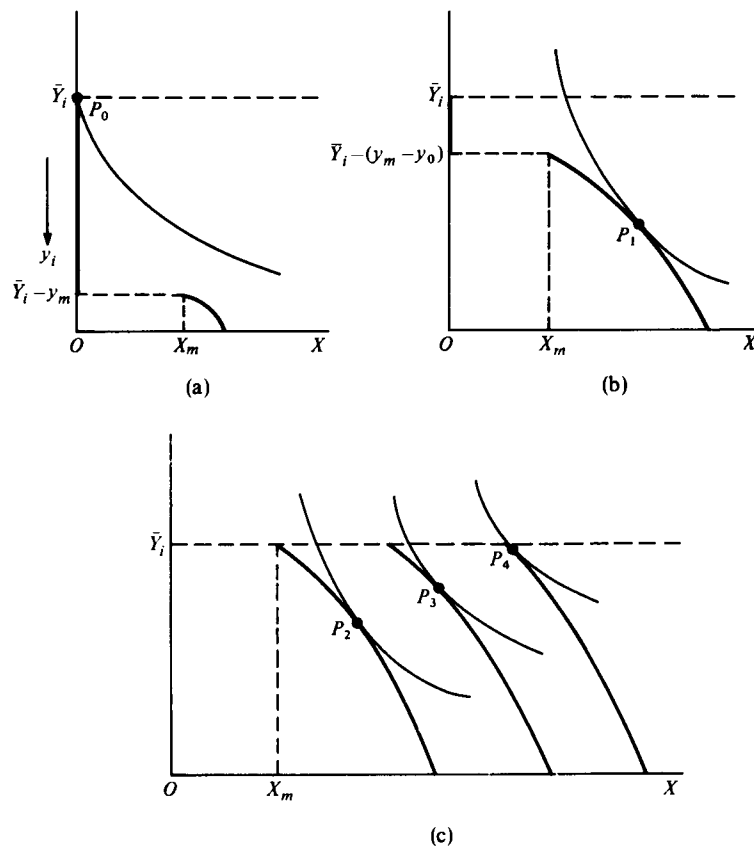 Ȳᵢ
P₀
yᵢ
Ȳᵢ−yₘ
O
Xₘ
X
(a)
Ȳᵢ
Ȳᵢ−(yₘ−y₀)
P₁
O
Xₘ
X
(b)
Ȳᵢ
P₂
P₃
P₄
O
Xₘ
X
(c)